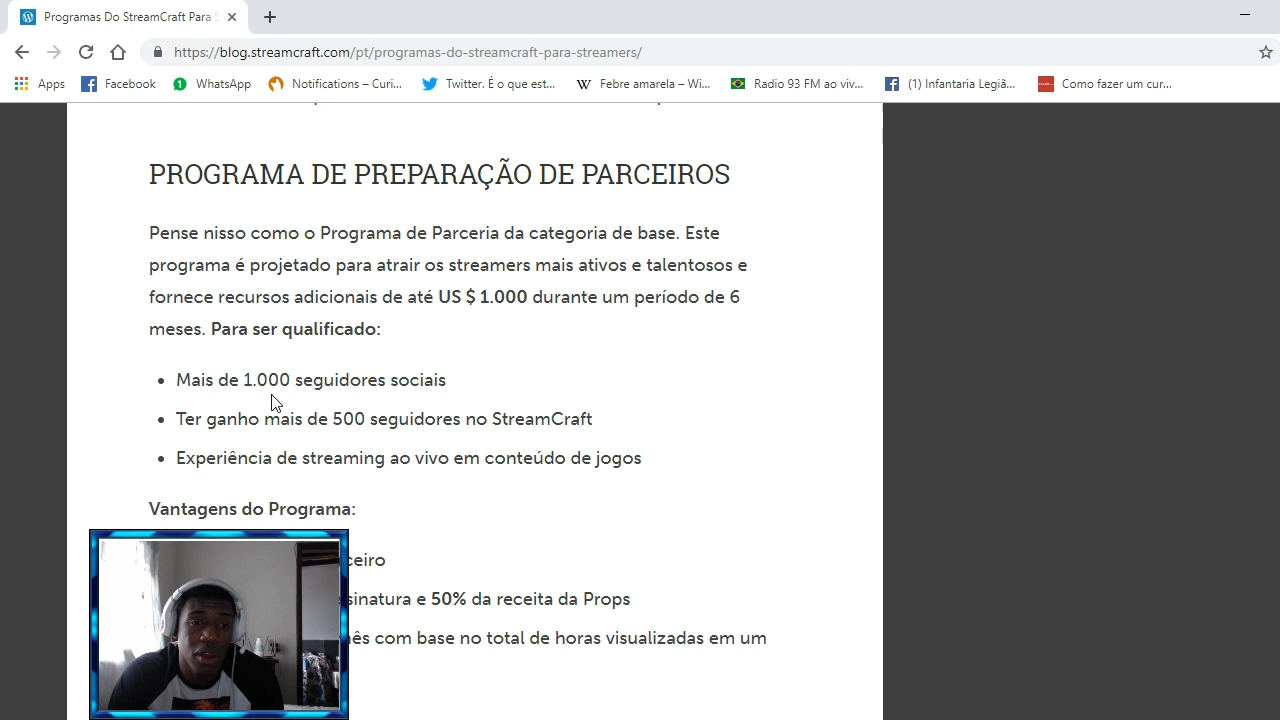 Programas Do StreamCraft Para S
https://blog.streamcraft.com/pt/programas-do-streamcraft-para-streamers/
Apps Facebook WhatsApp Notifications – Curi... Twitter. É o que est... Febre amarela – Wi... Radio 93 FM ao viv... (1) Infantaria Legiã... Como fazer um cur...
PROGRAMA DE PREPARAÇÃO DE PARCEIROS
Pense nisso como o Programa de Parceria da categoria de base. Este
programa é projetado para atrair os streamers mais ativos e talentosos e
fornece recursos adicionais de até US $ 1.000 durante um período de 6
meses. Para ser qualificado:
• Mais de 1.000 seguidores sociais
• Ter ganho mais de 500 seguidores no StreamCraft
• Experiência de streaming ao vivo em conteúdo de jogos
Vantagens do Programa:
ceiro
sinatura e 50% da receita da Props
ês com base no total de horas visualizadas em um